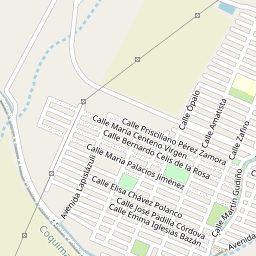 Calle Prisciliano Pérez Zamora
Calle María Centeno Virgen
Calle Bernardo Cells de la Rosa
Calle María Palacios Jiménez
Calle Elisa Chávez Polanco
Calle José Padilla Córdova
Calle Emma Iglesias Bazán
Avenida Lapislázuli
Calle Ópalo
Calle Amatista
Calle Zafiro
Calle Martín Gudiño
Avenida